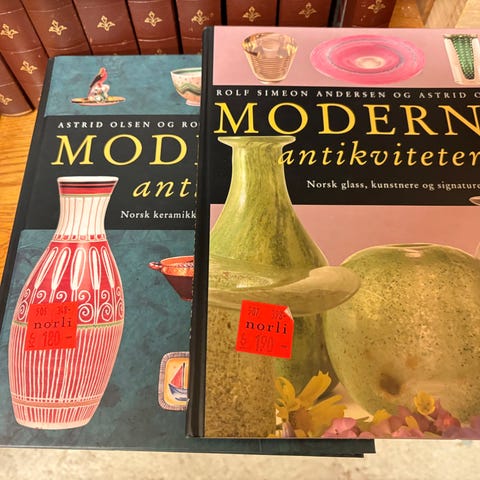 ASTRID OLSEN OG RO
MOD
ant
Norsk keramikk
norli
180-
ROLF SIMEON ANDERSEN OG ASTRID O
MODERN
antikviteter
Norsk glass, kunstnere og signature
norli
190-